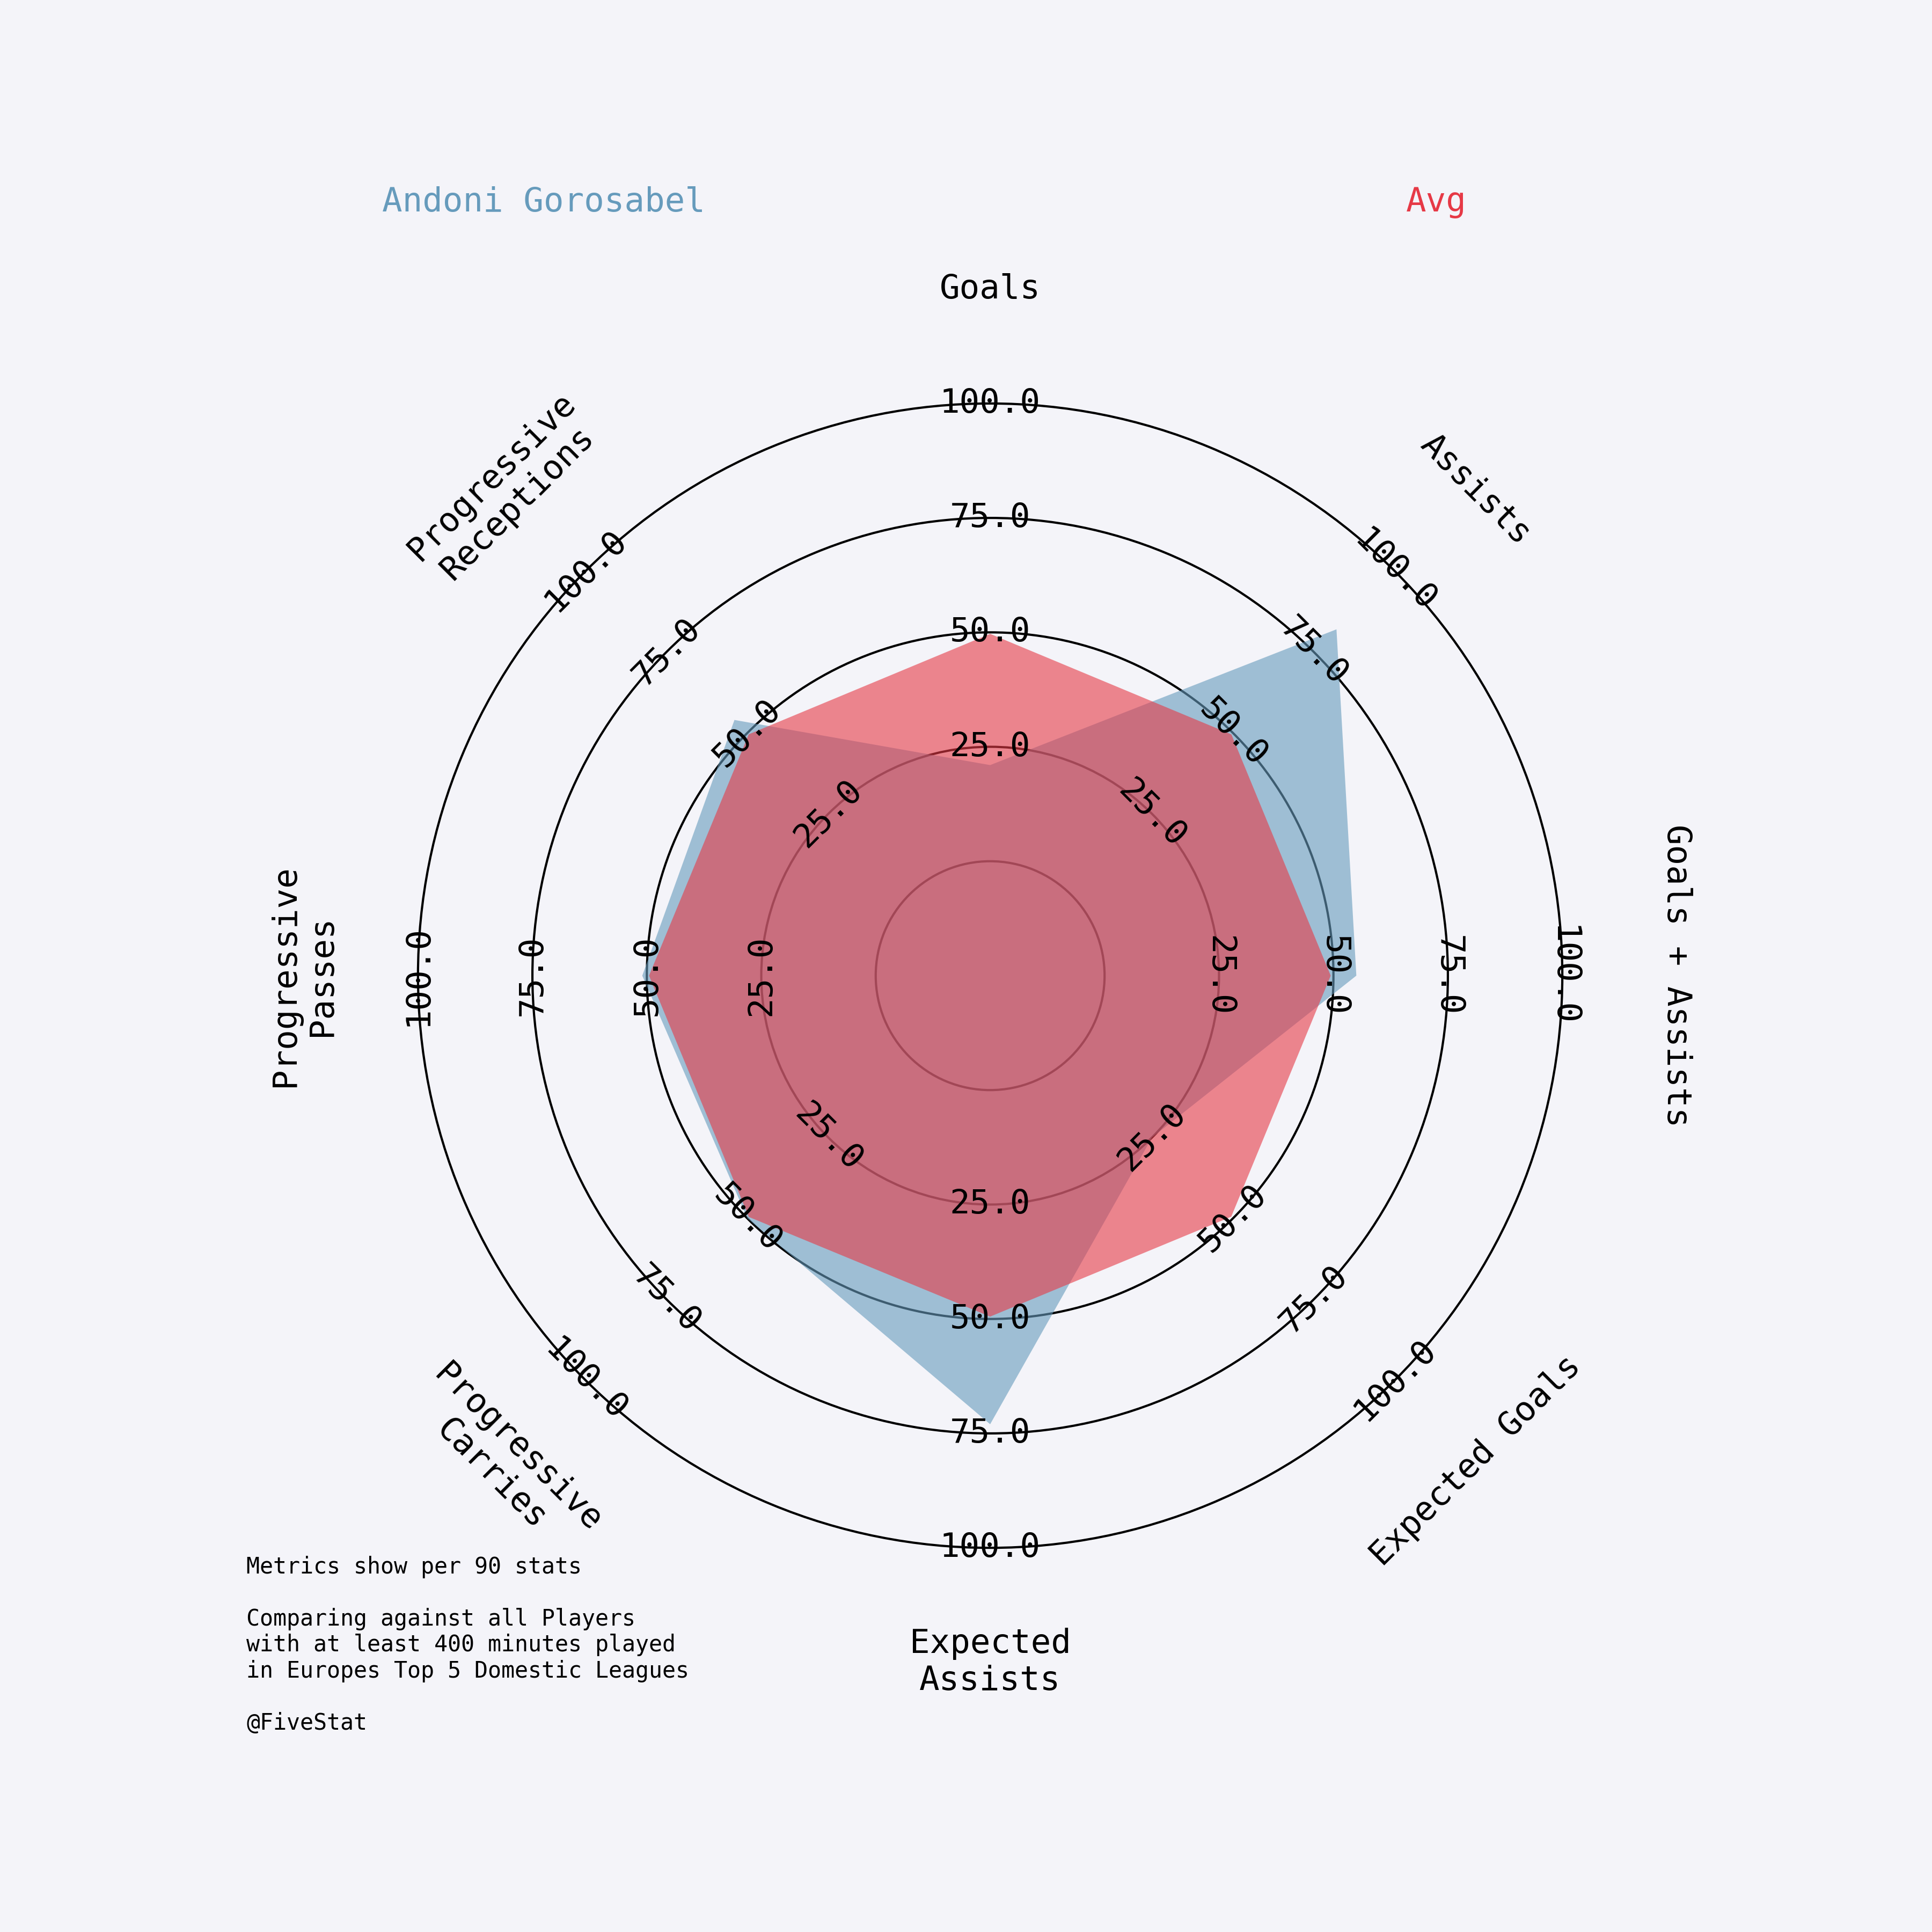 Andoni Gorosabel
Avg
Goals
Assists
Goals + Assists
Expected Goals
Expected
Assists
Progressive
Carries
Progressive
Passes
Progressive
Receptions
25.0
50.0
75.0
100.0
25.0
50.0
75.0
100.0
25.0
50.0
75.0
100.0
25.0
50.0
75.0
100.0
25.0
50.0
75.0
100.0
25.0
50.0
75.0
100.0
25.0
50.0
75.0
100.0
25.0
50.0
75.0
100.0
Metrics show per 90 stats
Comparing against all Players
with at least 400 minutes played
in Europes Top 5 Domestic Leagues
@FiveStat